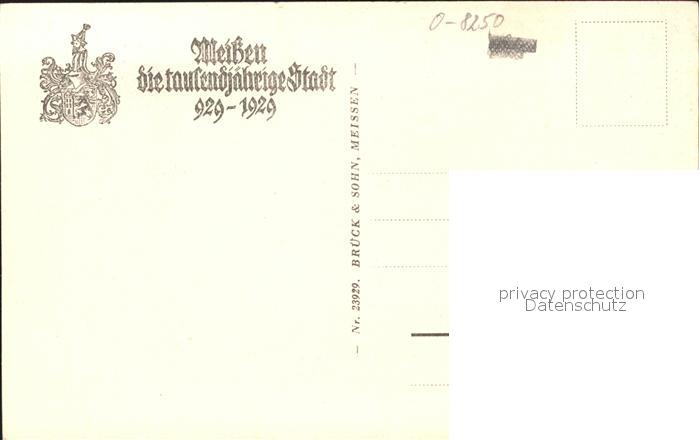 Meißen
die tausendjährige Stadt
929-1929
O-8250
— Nr. 23929. BRÜCK & SOHN, MEISSEN —
privacy protection
Datenschutz